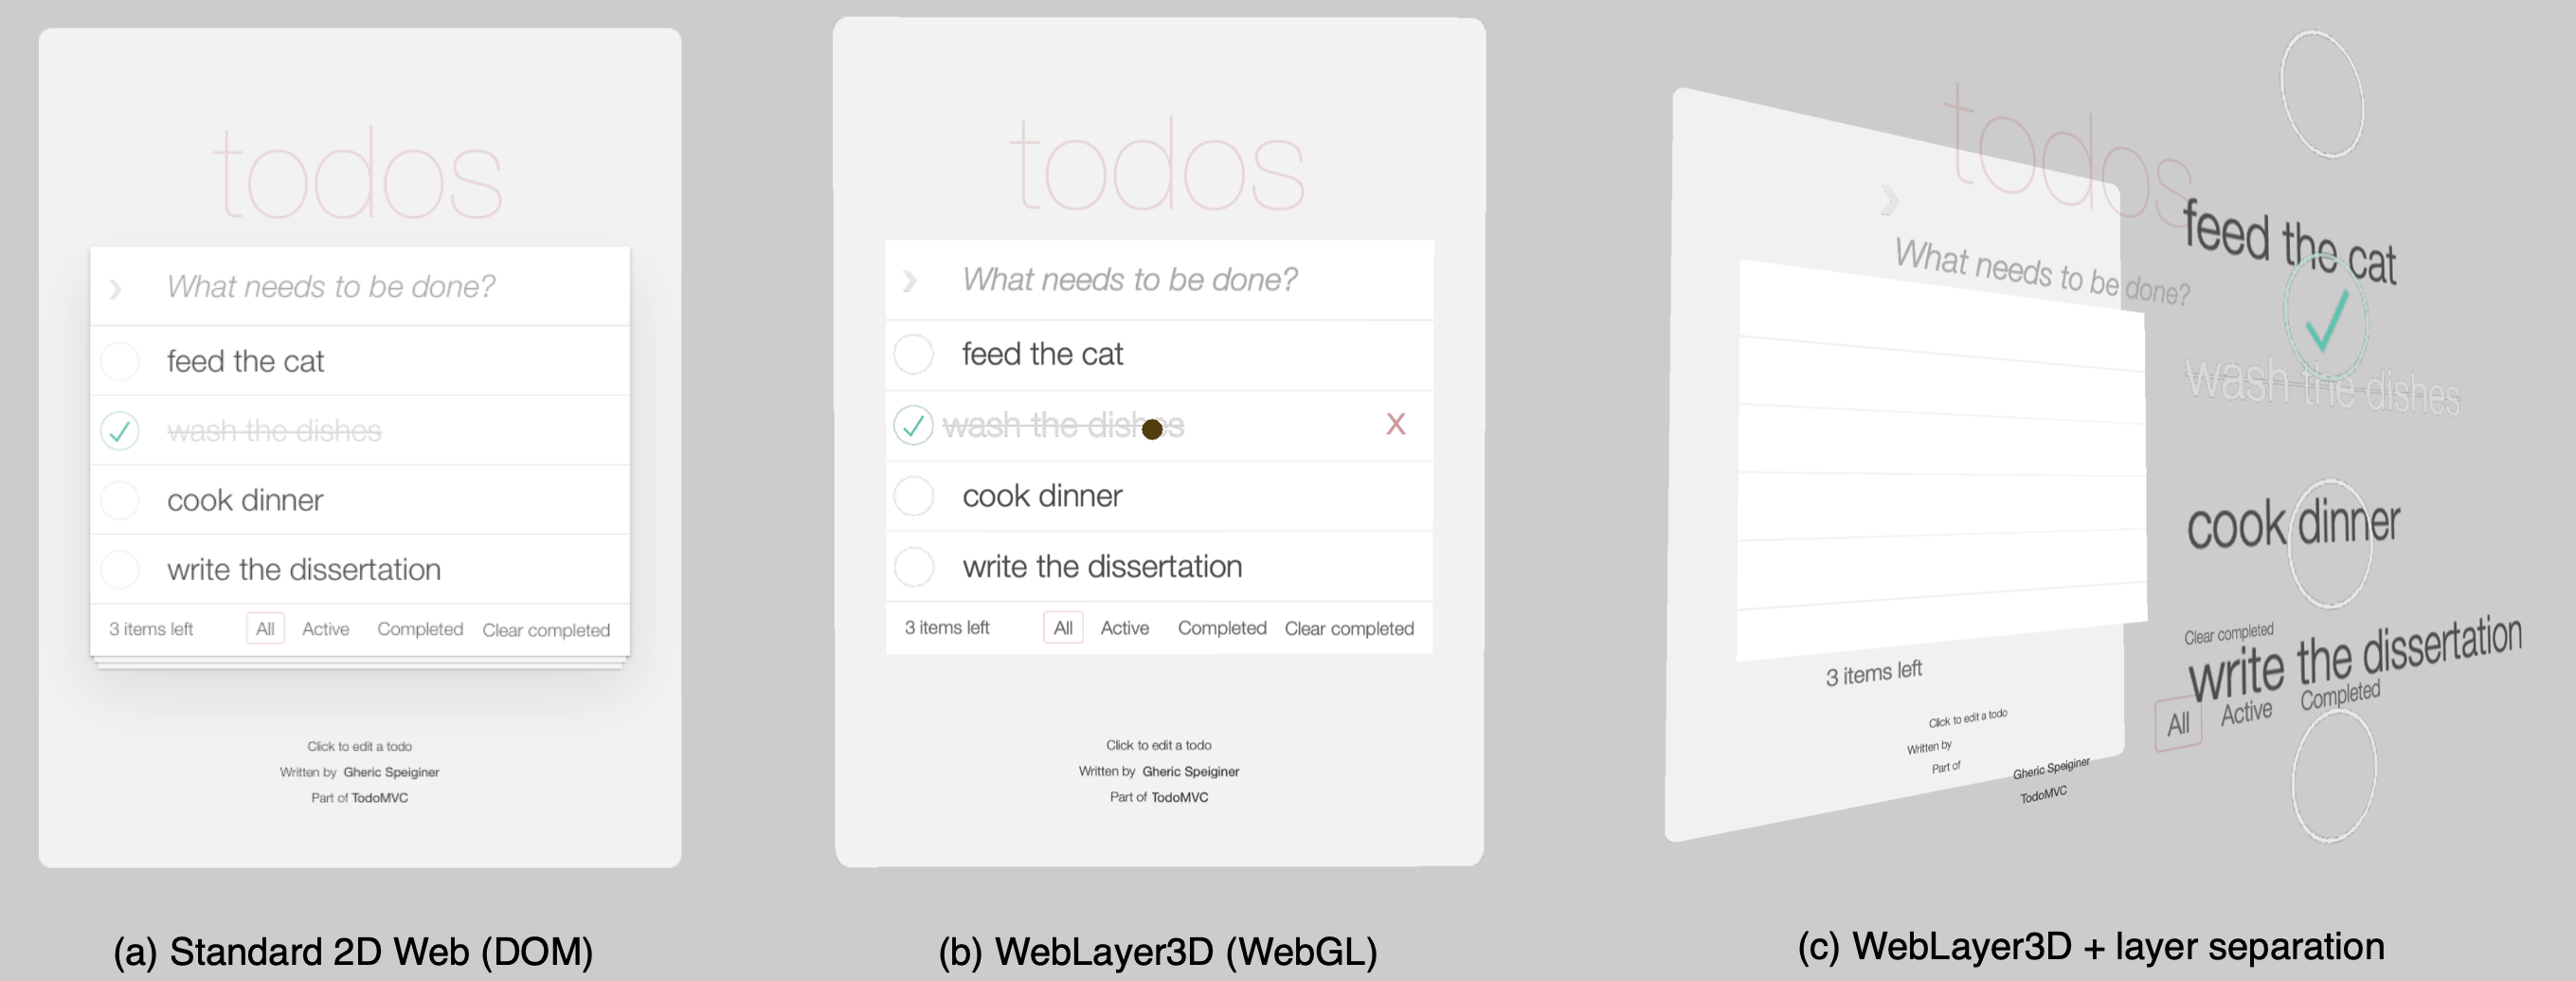 todos
❯ What needs to be done?
feed the cat
wash the dishes
cook dinner
write the dissertation
3 items left All Active Completed Clear completed
Click to edit a todo
Written by Gheric Speiginer
Part of TodoMVC
(a) Standard 2D Web (DOM)
todos
❯ What needs to be done?
feed the cat
wash the dishes X
cook dinner
write the dissertation
3 items left All Active Completed Clear completed
Click to edit a todo
Written by Gheric Speiginer
Part of TodoMVC
(b) WebLayer3D (WebGL)
todos
❯
What needs to be done?
feed the cat
wash the dishes
cook dinner
Clear completed
write the dissertation
3 items left
All Active Completed
Click to edit a todo
Written by
Part of
Gheric Speiginer
TodoMVC
(c) WebLayer3D + layer separation